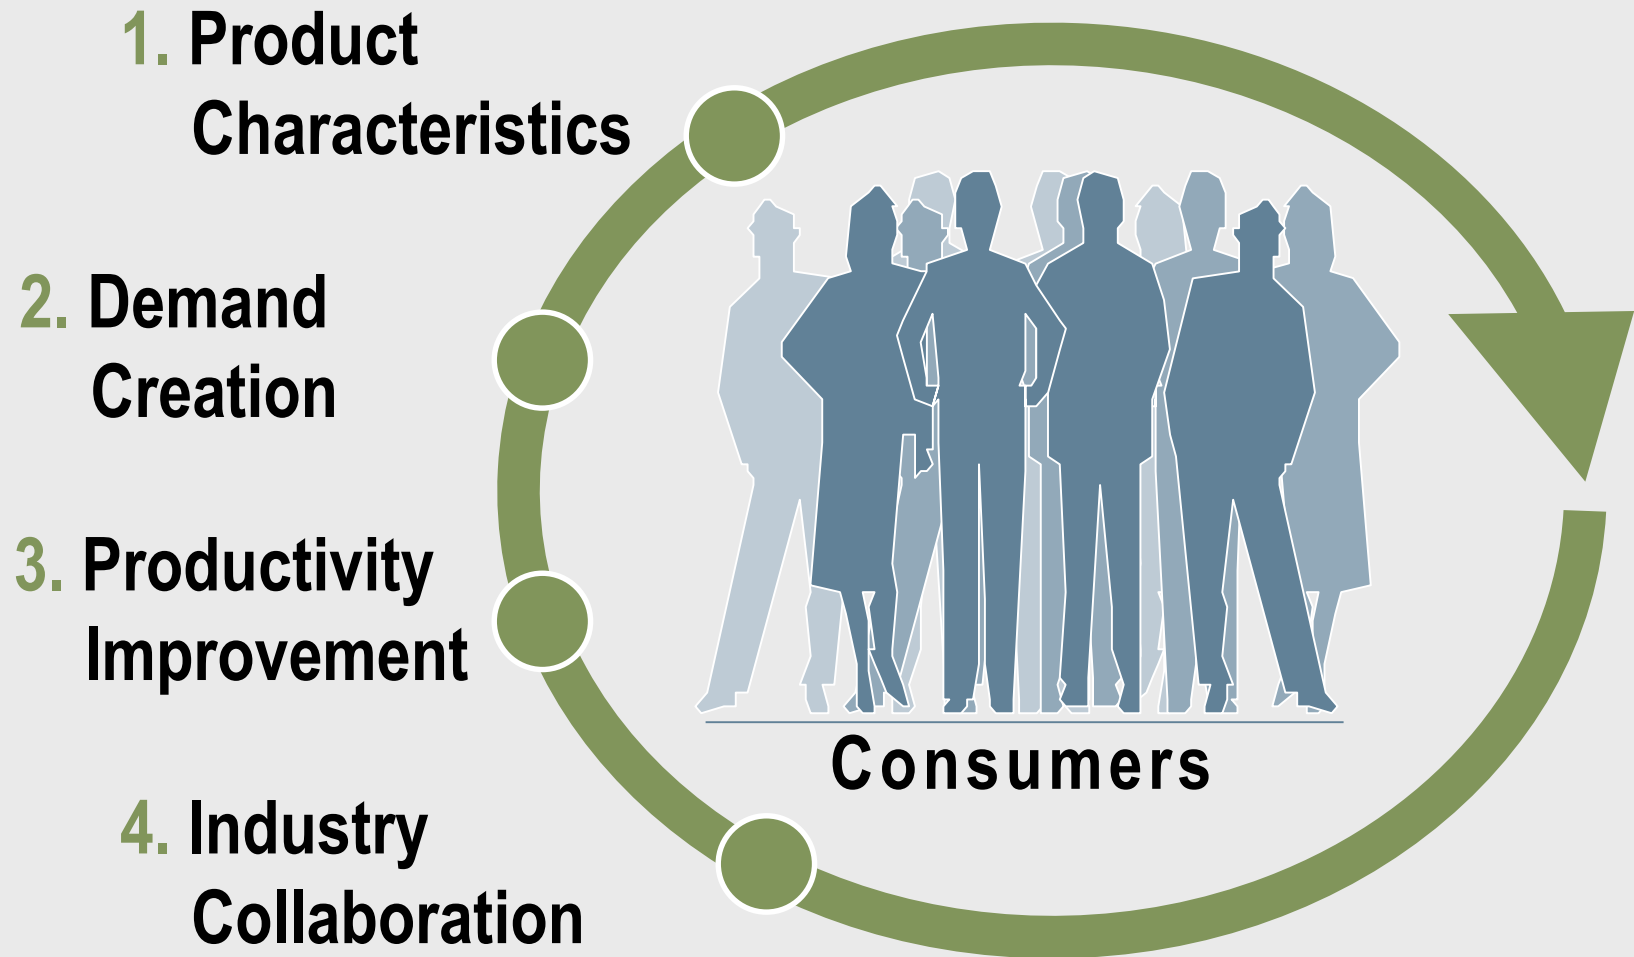 1. Product
Characteristics
2. Demand
Creation
3. Productivity
Improvement
4. Industry
Collaboration
Consumers